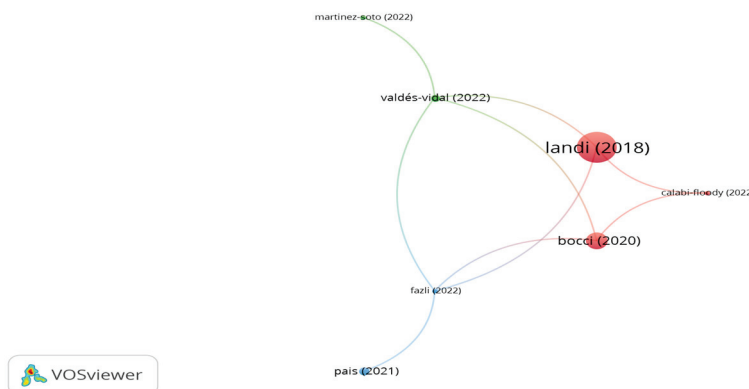 martinez-soto (2022)
valdés-vidal (2022)
landi (2018)
calabi-floody (2022
bocci (2020)
fazli (2022)
pais (2021)
VOSviewer